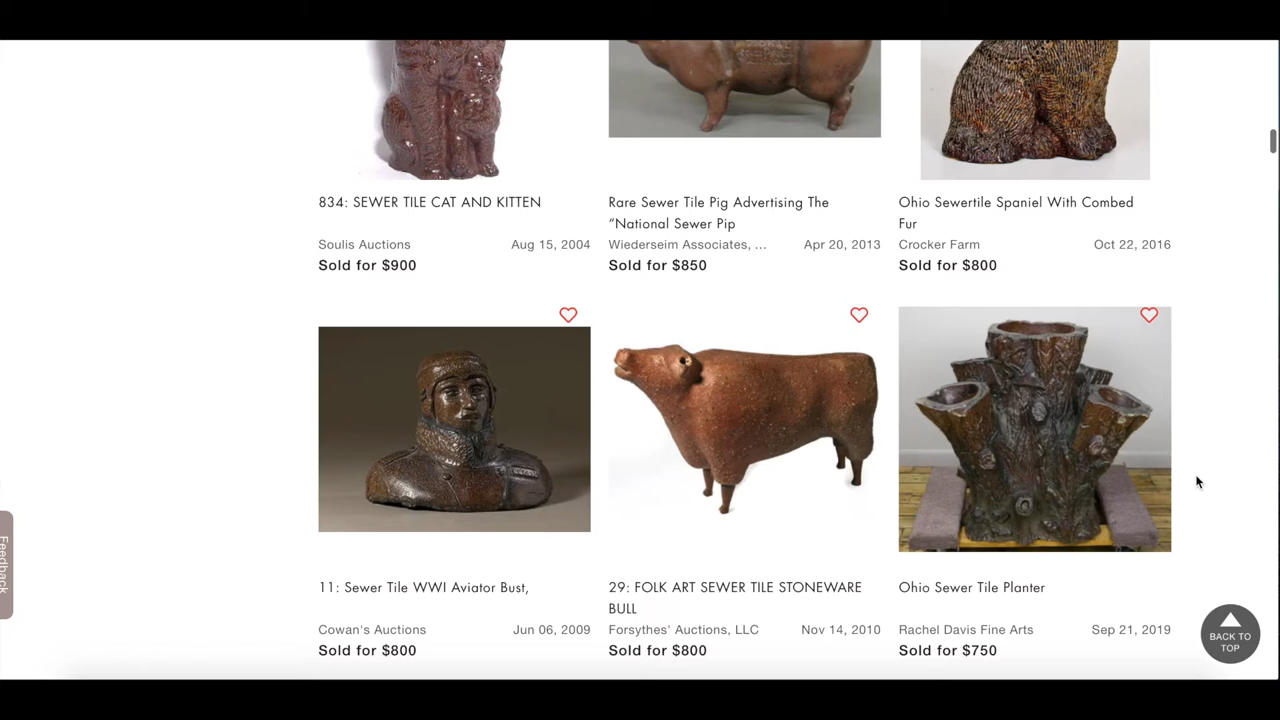 834: SEWER TILE CAT AND KITTEN
Soulis Auctions
Aug 15, 2004
Sold for $900
Rare Sewer Tile Pig Advertising The
“National Sewer Pip
Wiederseim Associates, ...
Apr 20, 2013
Sold for $850
Ohio Sewertile Spaniel With Combed
Fur
Crocker Farm
Oct 22, 2016
Sold for $800
11: Sewer Tile WWI Aviator Bust,
Cowan's Auctions
Jun 06, 2009
Sold for $800
29: FOLK ART SEWER TILE STONEWARE
BULL
Forsythes' Auctions, LLC
Nov 14, 2010
Sold for $800
Ohio Sewer Tile Planter
Rachel Davis Fine Arts
Sep 21, 2019
Sold for $750
Feedback
BACK TO
TOP